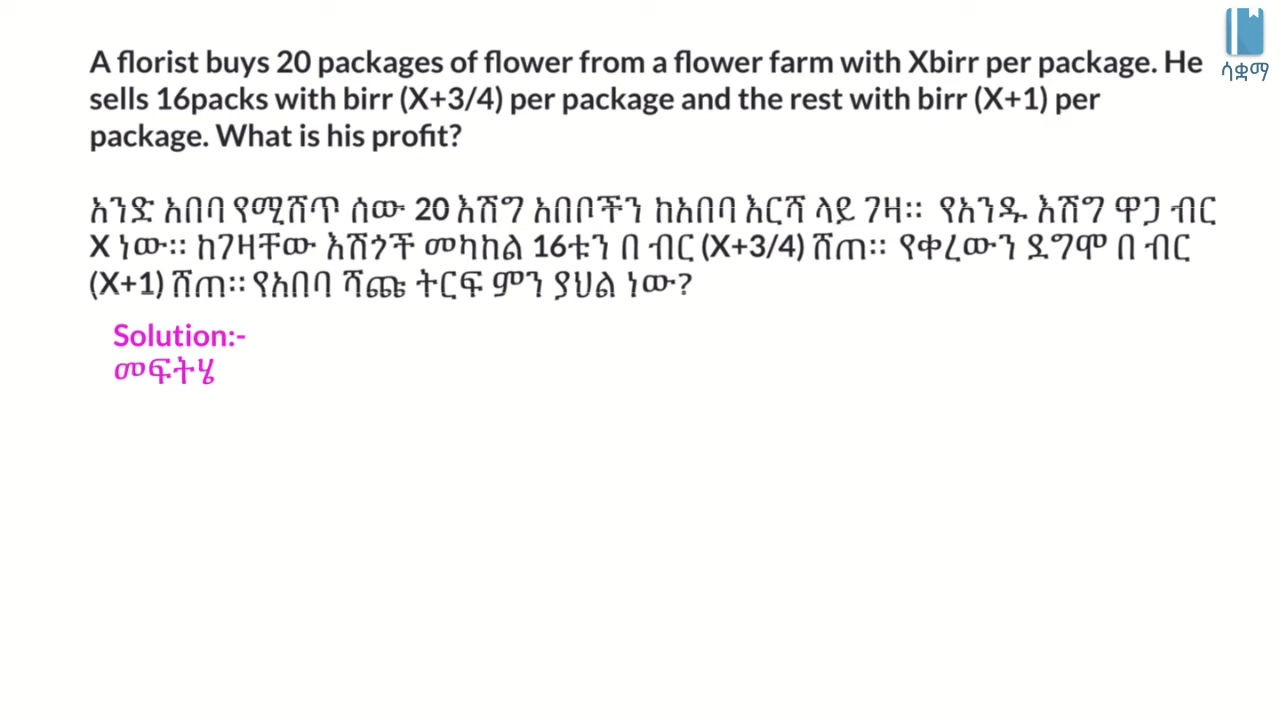 A florist buys 20 packages of flower from a flower farm with Xbirr per package. He
sells 16packs with birr (X+3/4) per package and the rest with birr (X+1) per
package. What is his profit?
አንድ አበባ የሚሸጥ ሰው 20 እሽግ አበቦችን ከአበባ እርሻ ላይ ገዛ። የአንዱ እሽግ ዋጋ ብር
X ነው። ከገዛቸው እሽጎች መካከል 16ቱን በ ብር (X+3/4) ሸጠ። የቀረውን ደግሞ በ ብር
(X+1) ሸጠ። የአበባ ሻጩ ትርፍ ምን ያህል ነው?
Solution:-
መፍትሄ
ሳቋማ